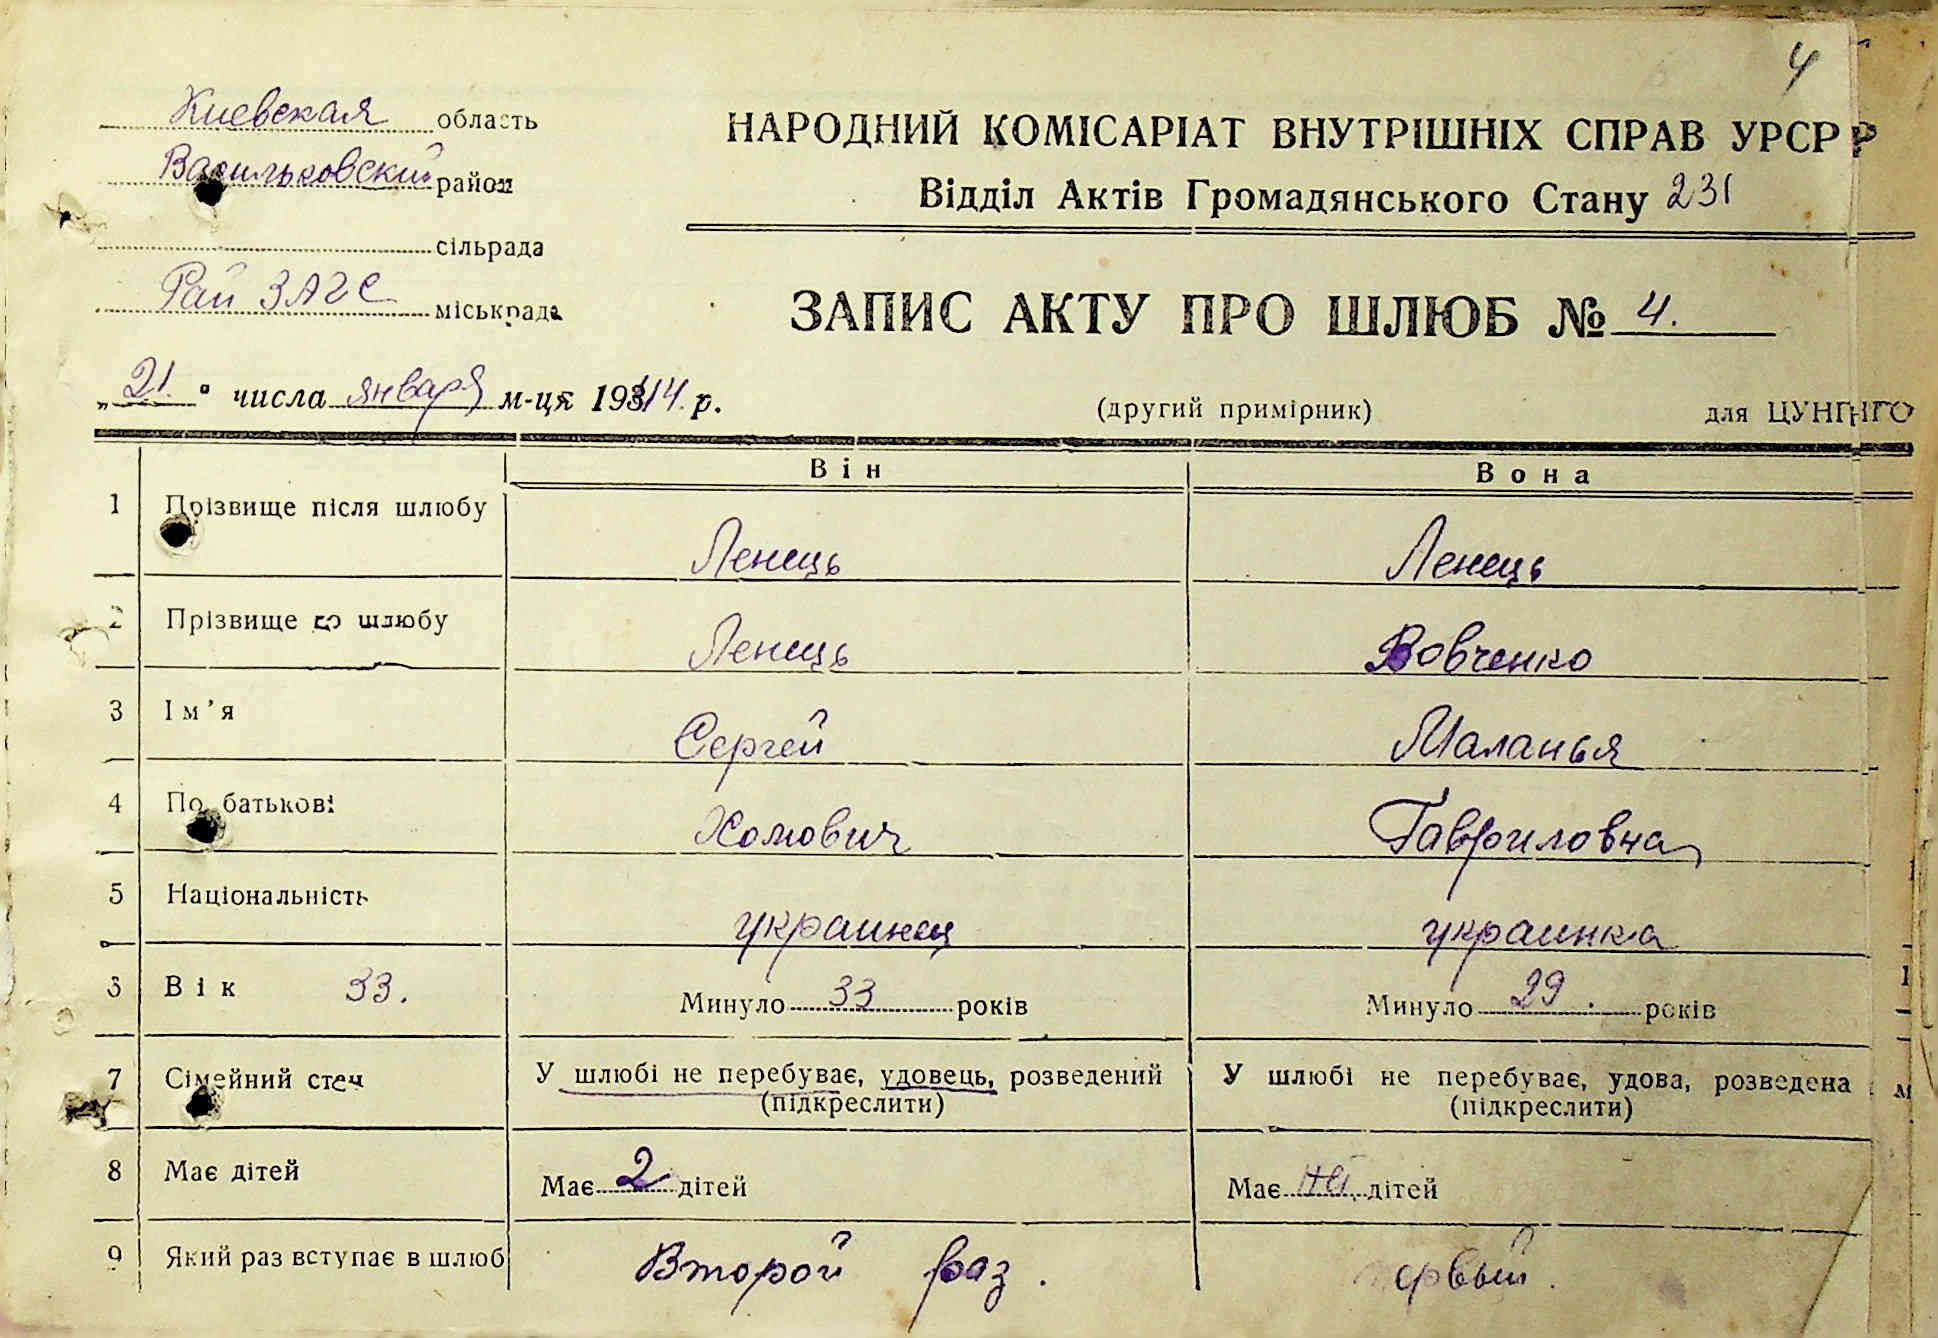 4
Киевская область
Васильковский район
сільрада
Рай ЗАГС міськрада
НАРОДНИЙ КОМІСАРІАТ ВНУТРІШНІХ СПРАВ УРСР
Відділ Актів Громадянського Стану 231
ЗАПИС АКТУ ПРО ШЛЮБ № 4.
„21" числа января м-ця 1944 р.
(другий примірник) для ЦУНГ
Він Вона
1 Прізвище після шлюбу Ленець Ленець
2 Прізвище до шлюбу Ленець Вовченко
3 Ім'я Сергей Маланья
4 По батькові Хомович Гавриловна
5 Національність украинец украинка
6 Вік 33. Минуло 33 років Минуло 29. років
7 Сімейний стан У шлюбі не перебуває, удовець, розведений У шлюбі не перебуває, удова, розведена
(підкреслити) (підкреслити)
8 Має дітей Має 2 дітей Має дітей
9 Який раз вступає в шлюб Второй раз. первый.